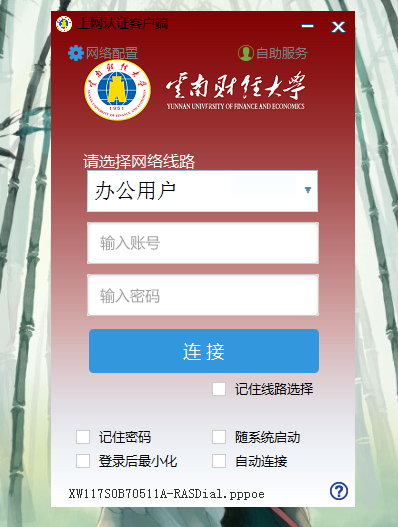 上网认证客户端
网络配置 自助服务
云南财经大学
YUNNAN UNIVRSITY OF FINANCE AND ECONOMICS
1951
请选择网络线路
办公用户
输入账号
输入密码
连接
记住线路选择
记住密码 随系统启动
登录后最小化 自动连接
XW117S0B70511A-RASDial.pppoe